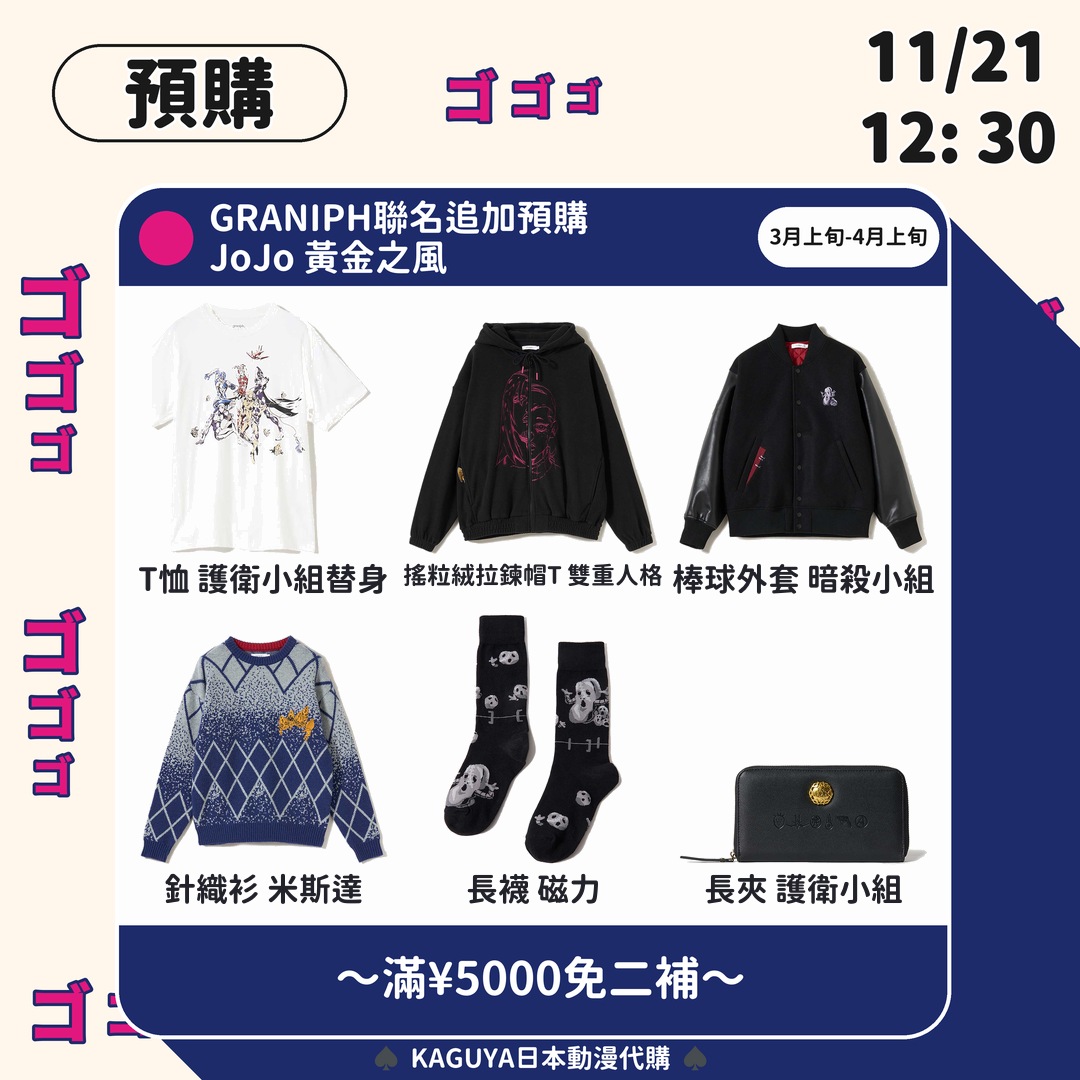 預購
ゴゴゴ
11/21
12: 30
GRANIPH聯名追加預購
JoJo 黃金之風
3月上旬-4月上旬
ゴ
ゴ
ゴ
T恤 護衛小組替身
搖粒絨拉鍊帽T 雙重人格
棒球外套 暗殺小組
ゴ
ゴ
ゴ
針織衫 米斯達
長襪 磁力
長夾 護衛小組
～滿¥5000免二補～
ゴ
KAGUYA日本動漫代購